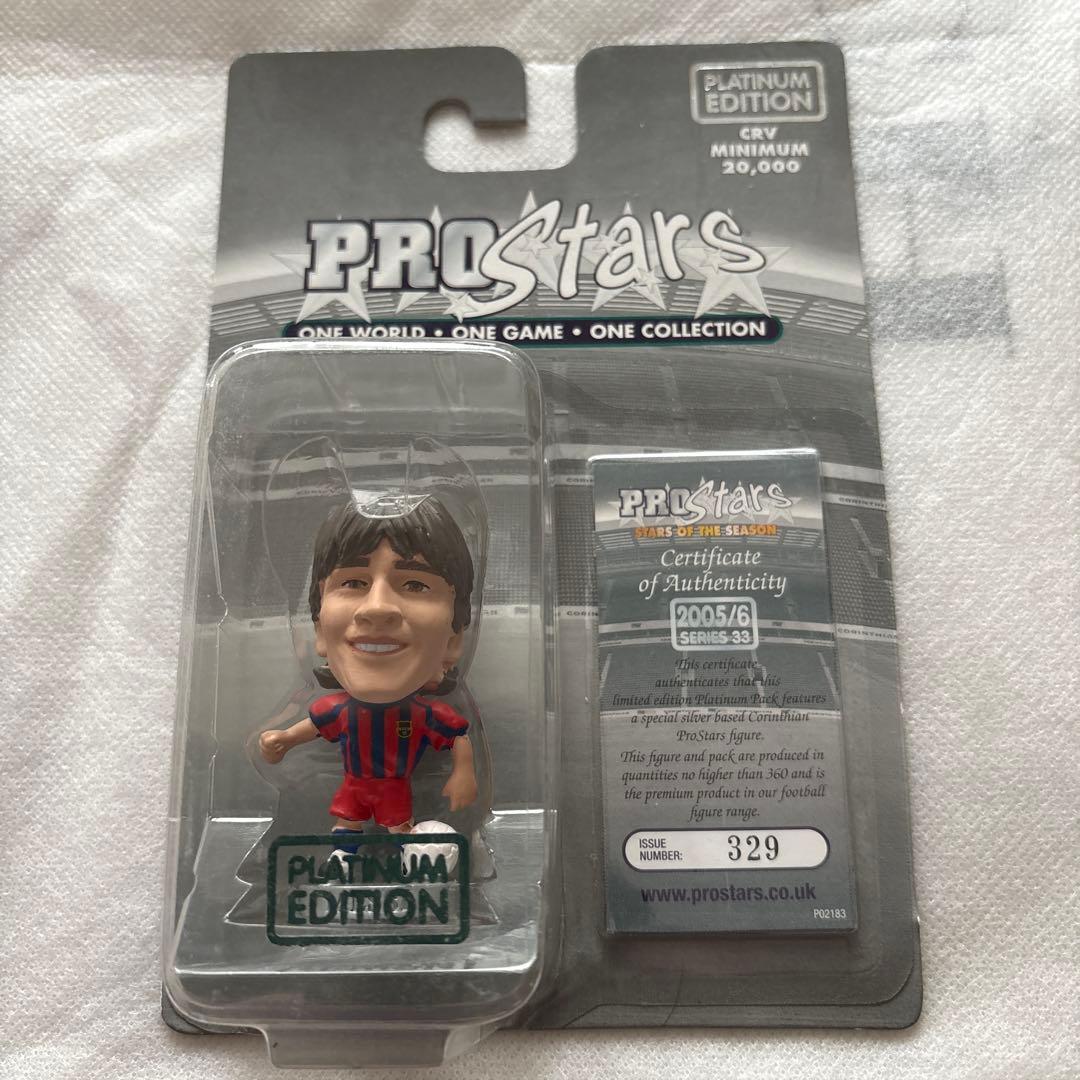 PLATINUM
EDITION
CRV
MINIMUM
20,000
PROStars
ONE WORLD • ONE GAME • ONE COLLECTION
PROStars
STARS OF THE SEASON
Certificate
of Authenticity
2005/6
SERIES 33
This certificate
authenticates that this
limited edition Platinum Pack features
a special silver based Corinthian
ProStars figure.
This figure and pack are produced in
quantities no higher than 360 and is
the premium product in our football
figure range.
ISSUE
NUMBER: 329
www.prostars.co.uk
P02183
PLATINUM
EDITION